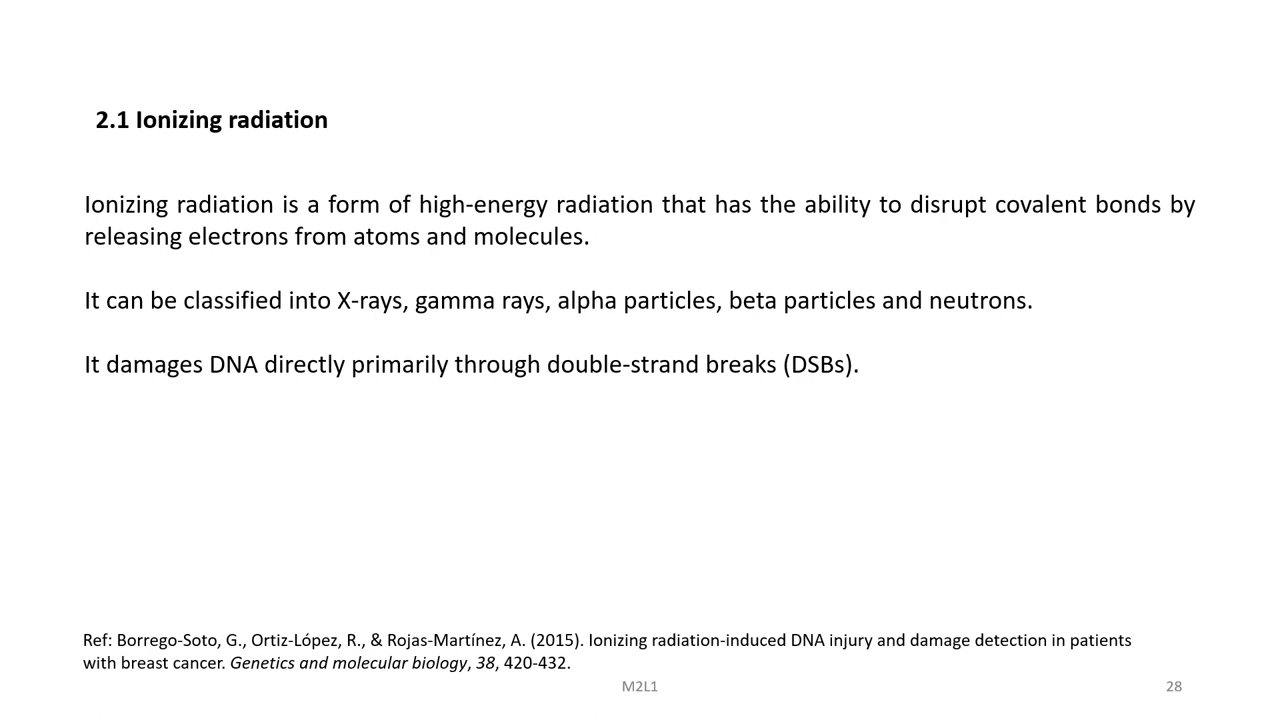 2.1 Ionizing radiation
Ionizing radiation is a form of high-energy radiation that has the ability to disrupt covalent bonds by
releasing electrons from atoms and molecules.
It can be classified into X-rays, gamma rays, alpha particles, beta particles and neutrons.
It damages DNA directly primarily through double-strand breaks (DSBs).
Ref: Borrego-Soto, G., Ortiz-López, R., & Rojas-Martínez, A. (2015). Ionizing radiation-induced DNA injury and damage detection in patients
with breast cancer. Genetics and molecular biology, 38, 420-432.
M2L1
28